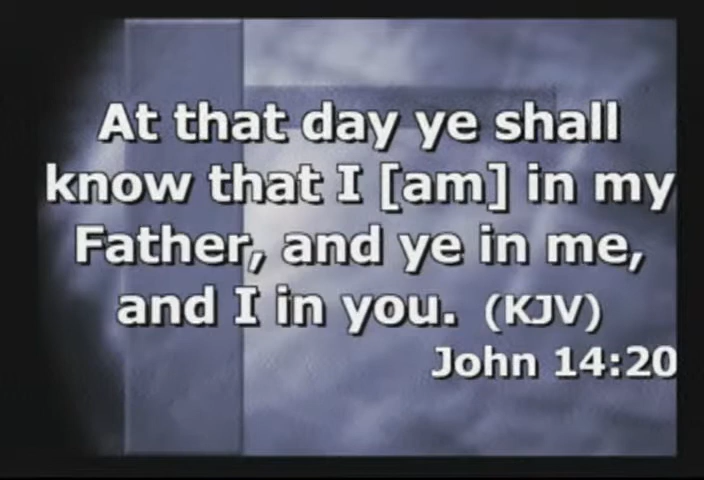 At that day ye shall
know that I [am] in my
Father, and ye in me,
and I in you. (KJV)
John 14:20